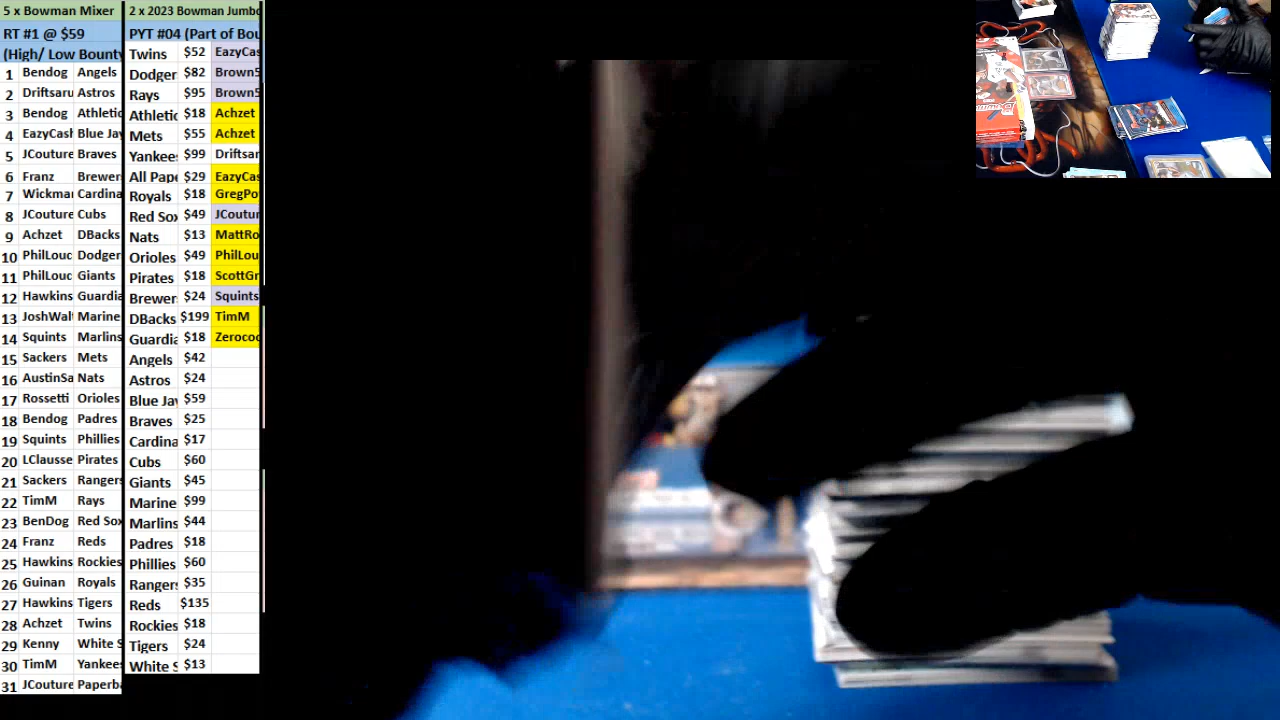 5 x Bowman Mixer
RT #1 @ $59
(High/ Low Bounty
1 Bendog Angels
2 Driftsaru Astros
3 Bendog Athletic
4 EazyCash Blue Jay
5 JCouture Braves
6 Franz Brewer
7 Wickmar Cardina
8 JCouture Cubs
9 Achzet DBacks
10 PhilLouc Dodger
11 PhilLouc Giants
12 Hawkins Guardia
13 JoshWalt Marine
14 Squints Marlins
15 Sackers Mets
16 AustinSa Nats
17 Rossetti Orioles
18 Bendog Padres
19 Squints Phillies
20 LClausse Pirates
21 Sackers Rangers
22 TimM Rays
23 BenDog Red Sox
24 Franz Reds
25 Hawkins Rockies
26 Guinan Royals
27 Hawkins Tigers
28 Achzet Twins
29 Kenny White S
30 TimM Yankees
31 JCouture Paperba
2 x 2023 Bowman Jumbo
PYT #04 (Part of Bou
Twins $52 EazyCas
Dodger $82 Brown5
Rays $95 Brown5
Athletic $18 Achzet
Mets $55 Achzet
Yankees $99 Driftsar
All Pape $29 EazyCas
Royals $18 GregPo
Red Sox $49 JCoutur
Nats $13 MattRo
Orioles $49 PhilLou
Pirates $18 ScottGr
Brewer $24 Squints
DBacks $199 TimM
Guardia $18 Zerococ
Angels $42
Astros $24
Blue Jay $59
Braves $25
Cardina $17
Cubs $60
Giants $45
Marine $99
Marlins $44
Padres $18
Phillies $60
Rangers $35
Reds $135
Rockies $18
Tigers $24
White S $13